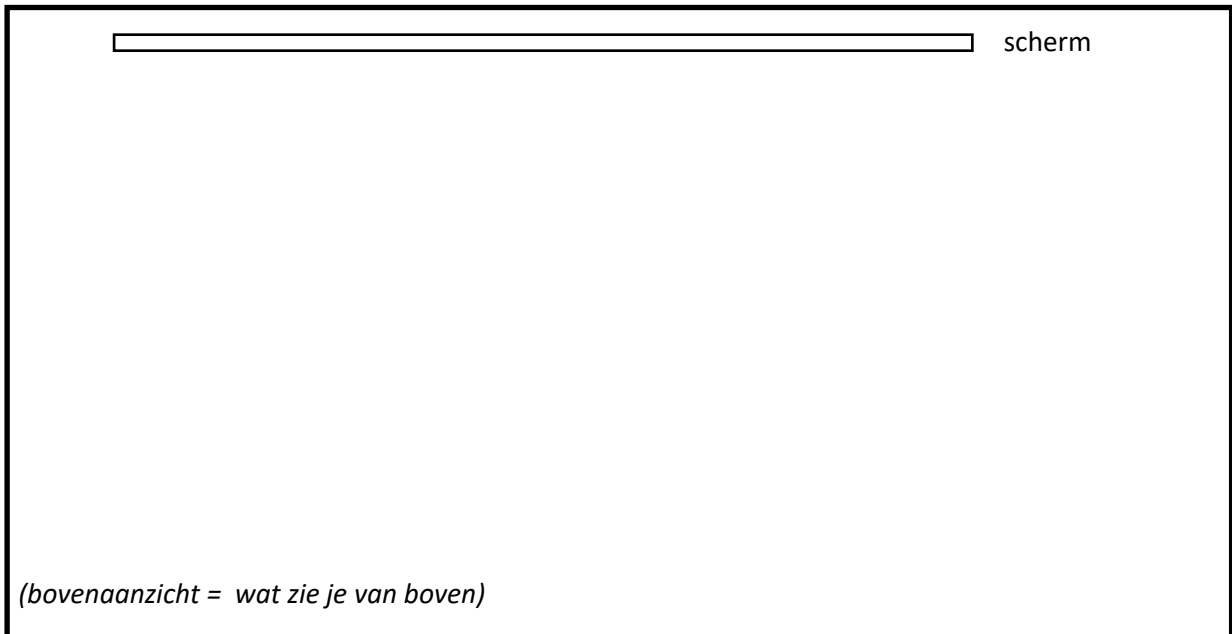 scherm
(bovenaanzicht = wat zie je van boven)